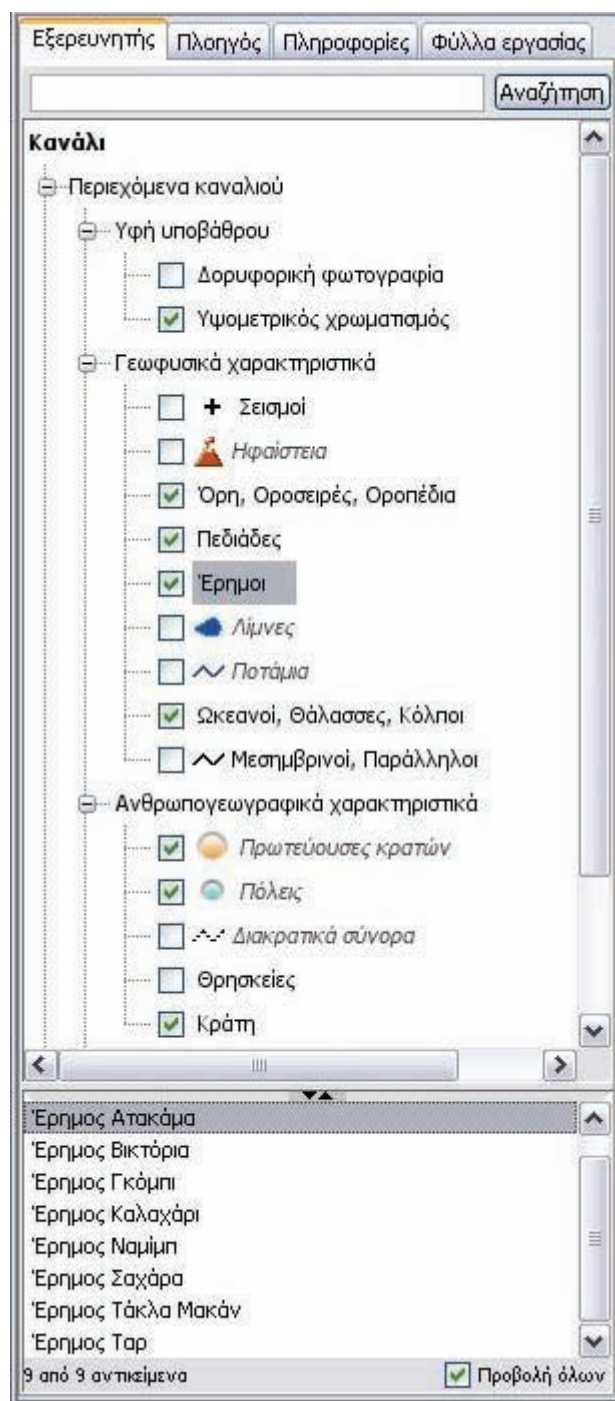 Εξερευνητής Πλοηγός Πληροφορίες Φύλλα εργασίας
Αναζήτηση
Κανάλι
Περιεχόμενα καναλιού
Υφή υποβάθρου
Δορυφορική φωτογραφία
Υψομετρικός χρωματισμός
Γεωφυσικά χαρακτηριστικά
Σεισμοί
Ηφαίστεια
Όρη, Οροσειρές, Οροπέδια
Πεδιάδες
Έρημοι
Λίμνες
Ποτάμια
Ωκεανοί, Θάλασσες, Κόλποι
Μεσημβρινοί, Παράλληλοι
Ανθρωπογεωγραφικά χαρακτηριστικά
Πρωτεύουσες κρατών
Πόλεις
Διακρατικά σύνορα
Θρησκείες
Κράτη
Έρημος Ατακάμα
Έρημος Βικτόρια
Έρημος Γκόμπι
Έρημος Καλαχάρι
Έρημος Ναμίμπ
Έρημος Σαχάρα
Έρημος Τάκλα Μακάν
Έρημος Ταρ
9 από 9 αντικείμενα Προβολή όλων